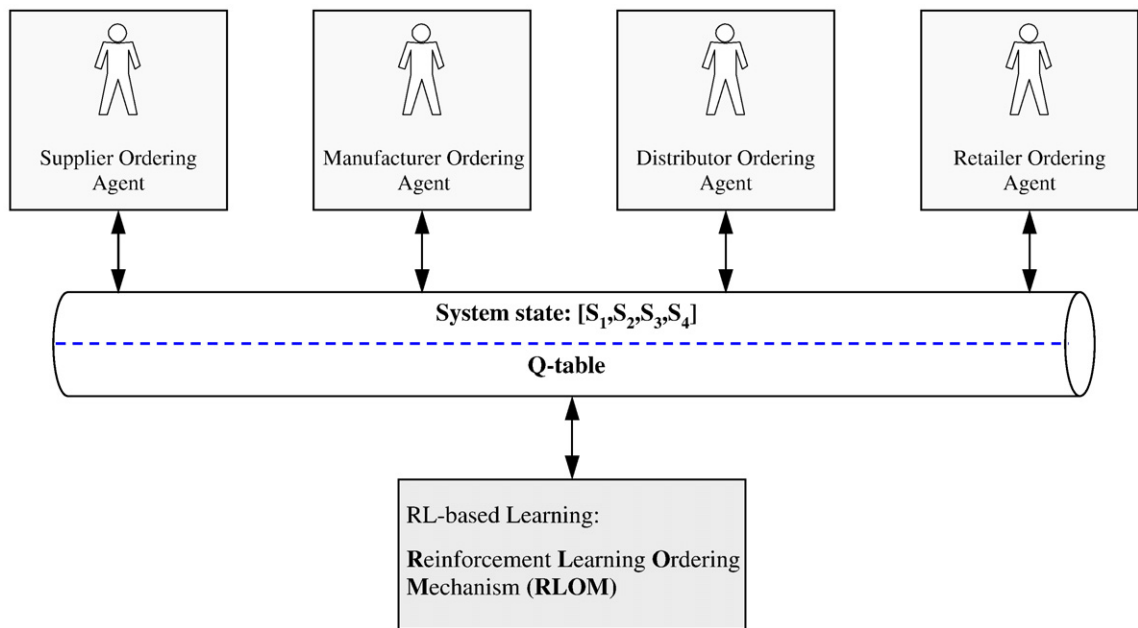 Supplier Ordering
Agent
Manufacturer Ordering
Agent
Distributor Ordering
Agent
Retailer Ordering
Agent
System state: [S₁,S₂,S₃,S₄]
Q-table
RL-based Learning:
Reinforcement Learning Ordering
Mechanism (RLOM)